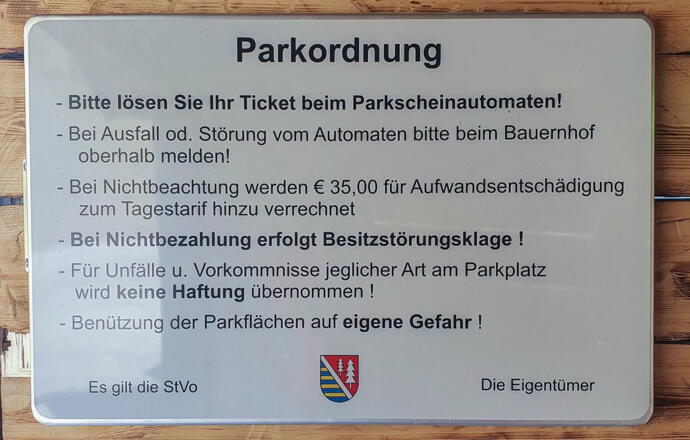 Parkordnung
- Bitte lösen Sie Ihr Ticket beim Parkscheinautomaten!
- Bei Ausfall od. Störung vom Automaten bitte beim Bauernhof
oberhalb melden!
- Bei Nichtbeachtung werden € 35,00 für Aufwandsentschädigung
zum Tagestarif hinzu verrechnet
- Bei Nichtbezahlung erfolgt Besitzstörungsklage !
- Für Unfälle u. Vorkommnisse jeglicher Art am Parkplatz
wird keine Haftung übernommen !
- Benützung der Parkflächen auf eigene Gefahr !
Es gilt die StVo
Die Eigentümer